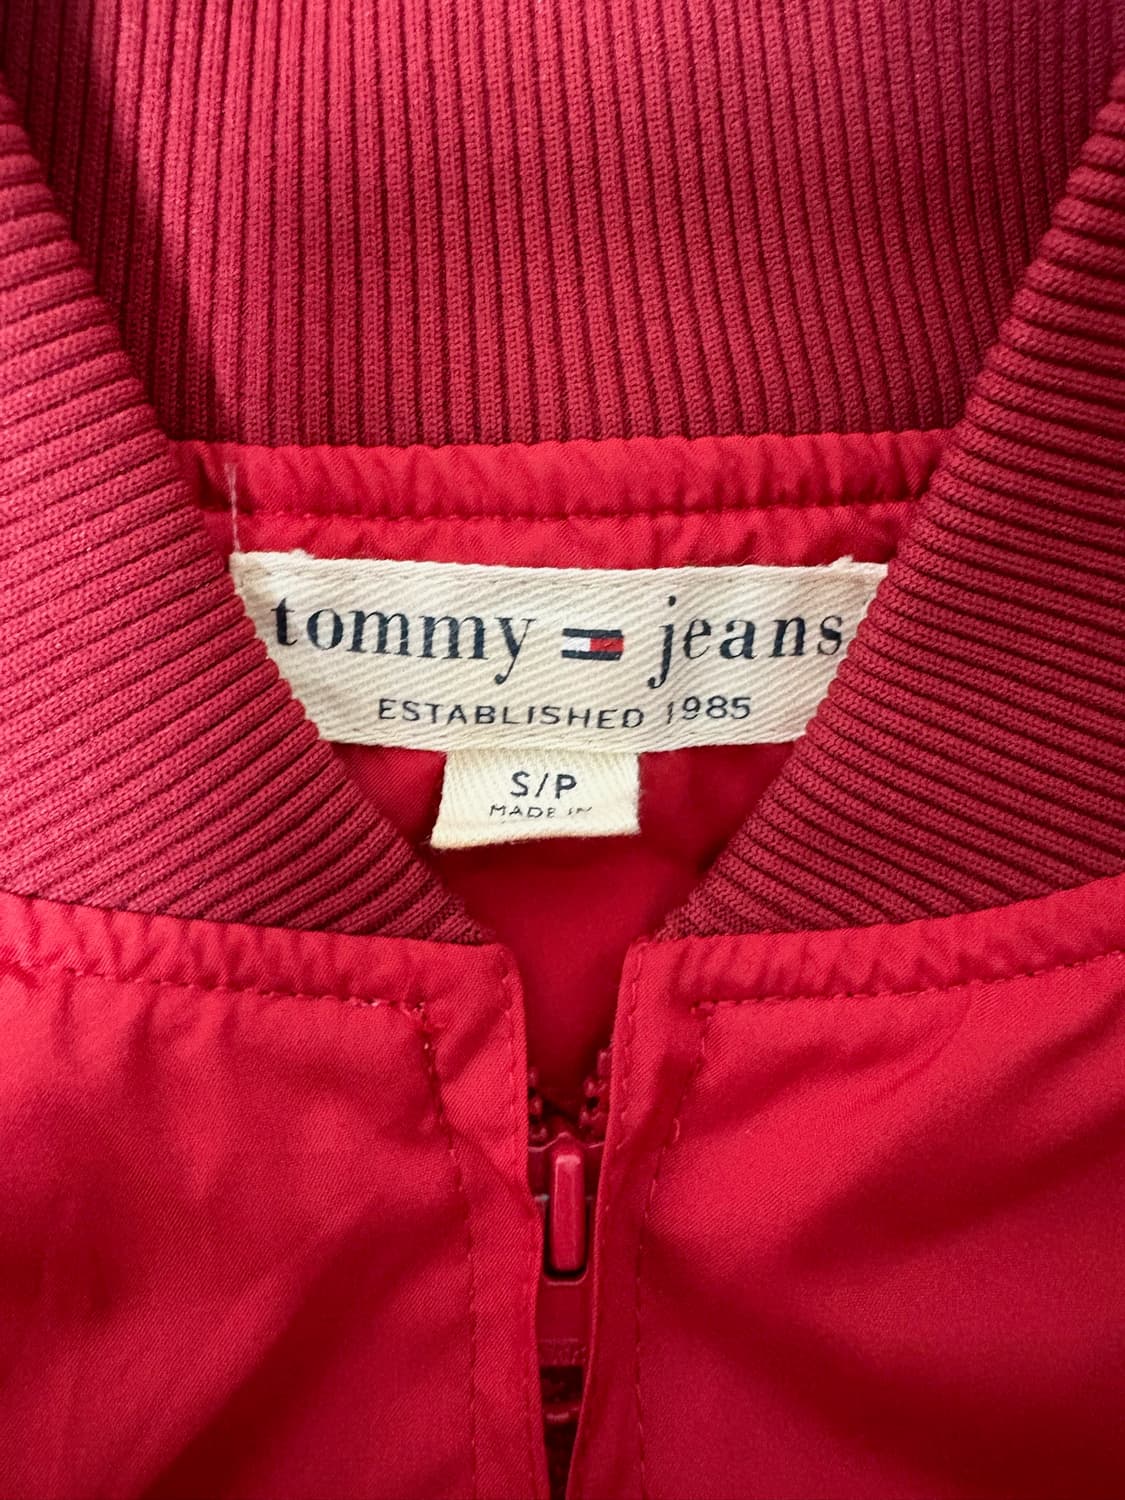 tommy jeans
ESTABLISHED 1985
S/P
MADE IN